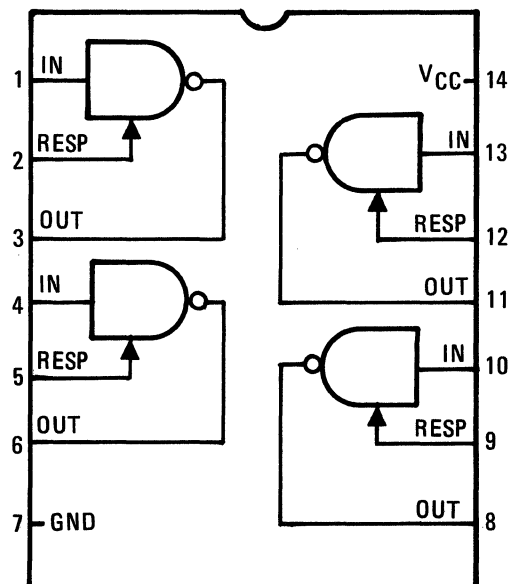 1 IN
2 RESP
3 OUT
4 IN
5 RESP
6 OUT
7 GND
VCC 14
IN 13
RESP 12
OUT 11
IN 10
RESP 9
OUT 8